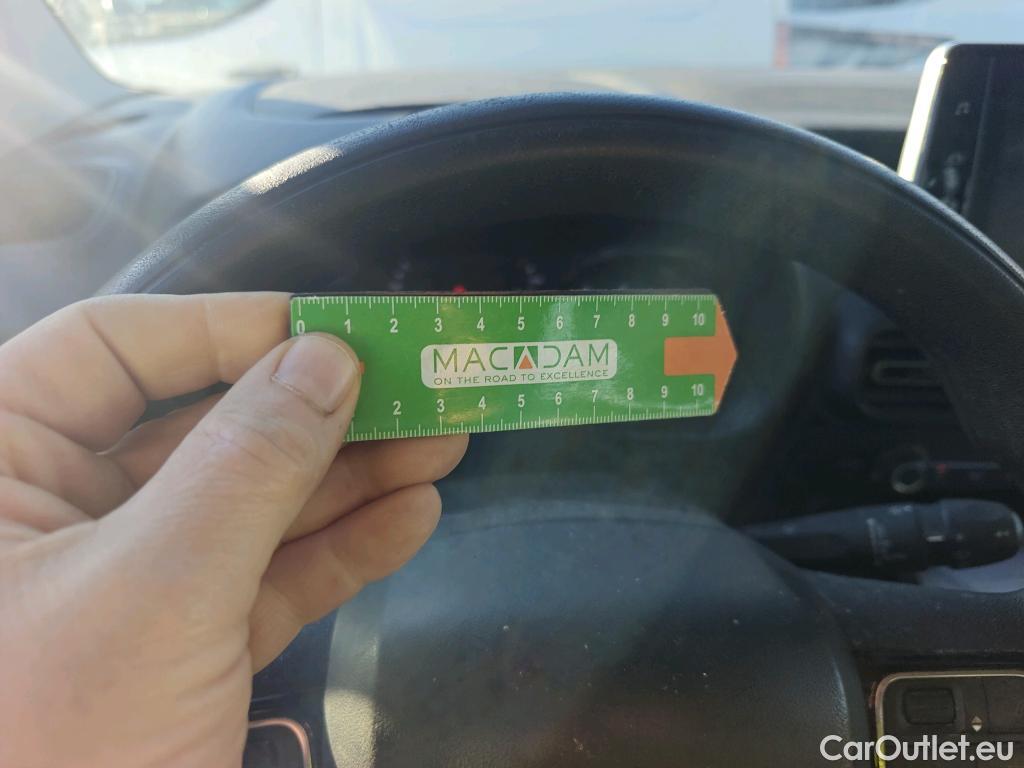 0 1 2 3 4 5 6 7 8 9 10
MACADAM
ON THE ROAD TO EXCELLENCE
2 3 4 5 6 7 8 9 10
CarOutlet.eu